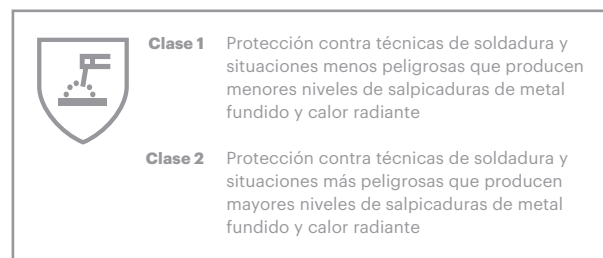 Clase 1 Protección contra técnicas de soldadura y
situaciones menos peligrosas que producen
menores niveles de salpicaduras de metal
fundido y calor radiante
Clase 2 Protección contra técnicas de soldadura y
situaciones más peligrosas que producen
mayores niveles de salpicaduras de metal
fundido y calor radiante